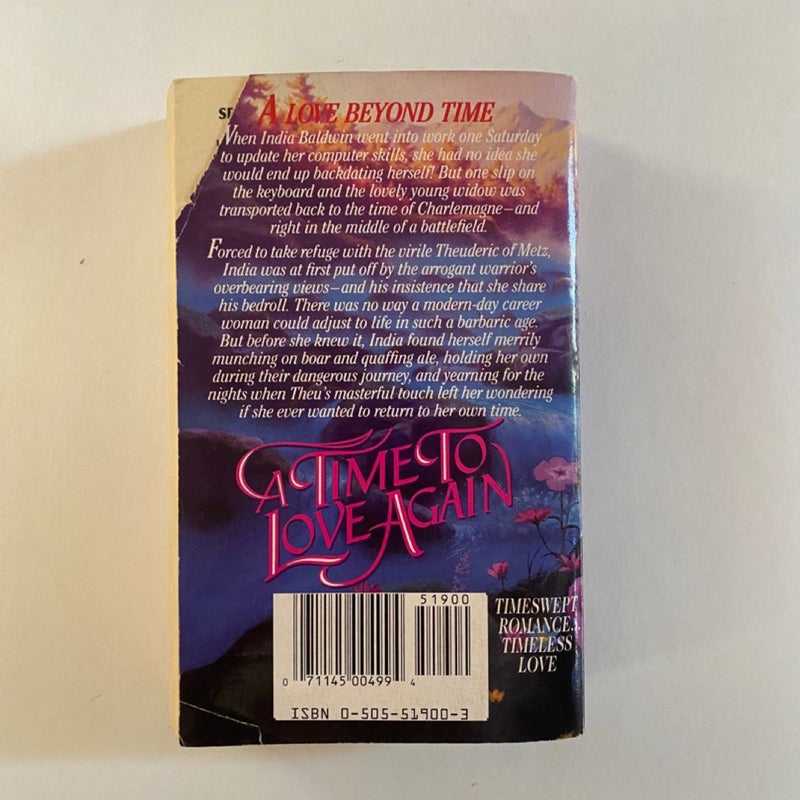 A LOVE BEYOND TIME
When India Baldwin went into work one Saturday
to update her computer skills, she had no idea she
would end up backdating herself! But one slip on
the keyboard and the lovely young widow was
transported back to the time of Charlemagne—and
right in the middle of a battlefield.
Forced to take refuge with the virile Theuderic of Metz,
India was at first put off by the arrogant warrior's
overbearing views—and his insistence that she share
his bedroll. There was no way a modern-day career
woman could adjust to life in such a barbaric age.
But before she knew it, India found herself merrily
munching on boar and quaffing ale, holding her own
during their dangerous journey, and yearning for the
nights when Theu's masterful touch left her wondering
if she ever wanted to return to her own time.
A TIME TO
LOVE AGAIN
51900
0 71145 00499 4
ISBN 0-505-51900-3
TIMESWEPT
ROMANCE.
TIMELESS
LOVE